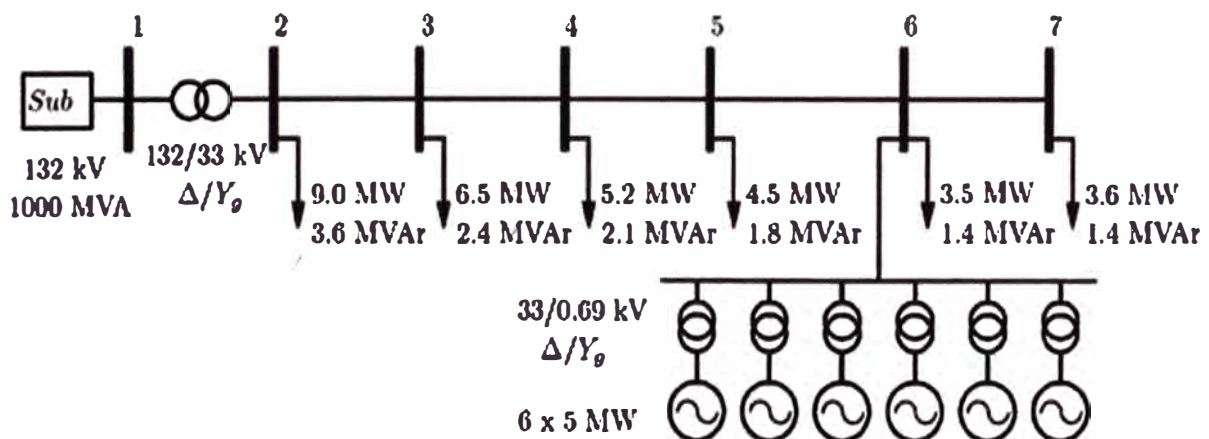 1 2 3 4 5 6 7
Sub
132 kV
1000 MVA
132/33 kV
Δ/Yg
9.0 MW
3.6 MVAr
6.5 MW
2.4 MVAr
5.2 MW
2.1 MVAr
4.5 MW
1.8 MVAr
3.5 MW
1.4 MVAr
3.6 MW
1.4 MVAr
33/0.69 kV
Δ/Yg
6 x 5 MW